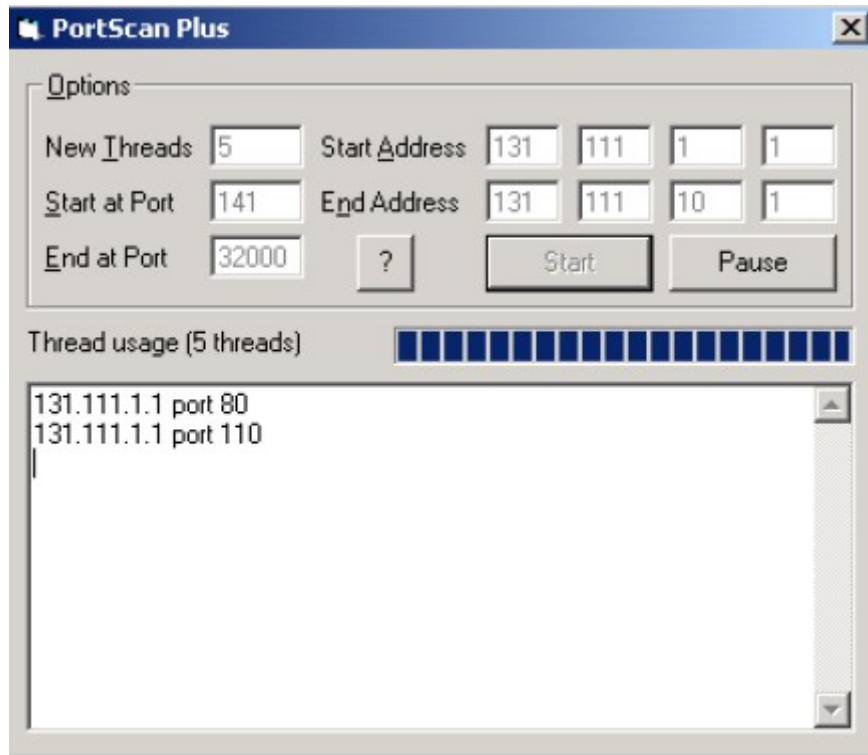 PortScan Plus
Options
New Threads 5 Start Address 131 111 1 1
Start at Port 141 End Address 131 111 10 1
End at Port 32000 ? Start Pause
Thread usage (5 threads)
131.111.1.1 port 80
131.111.1.1 port 110